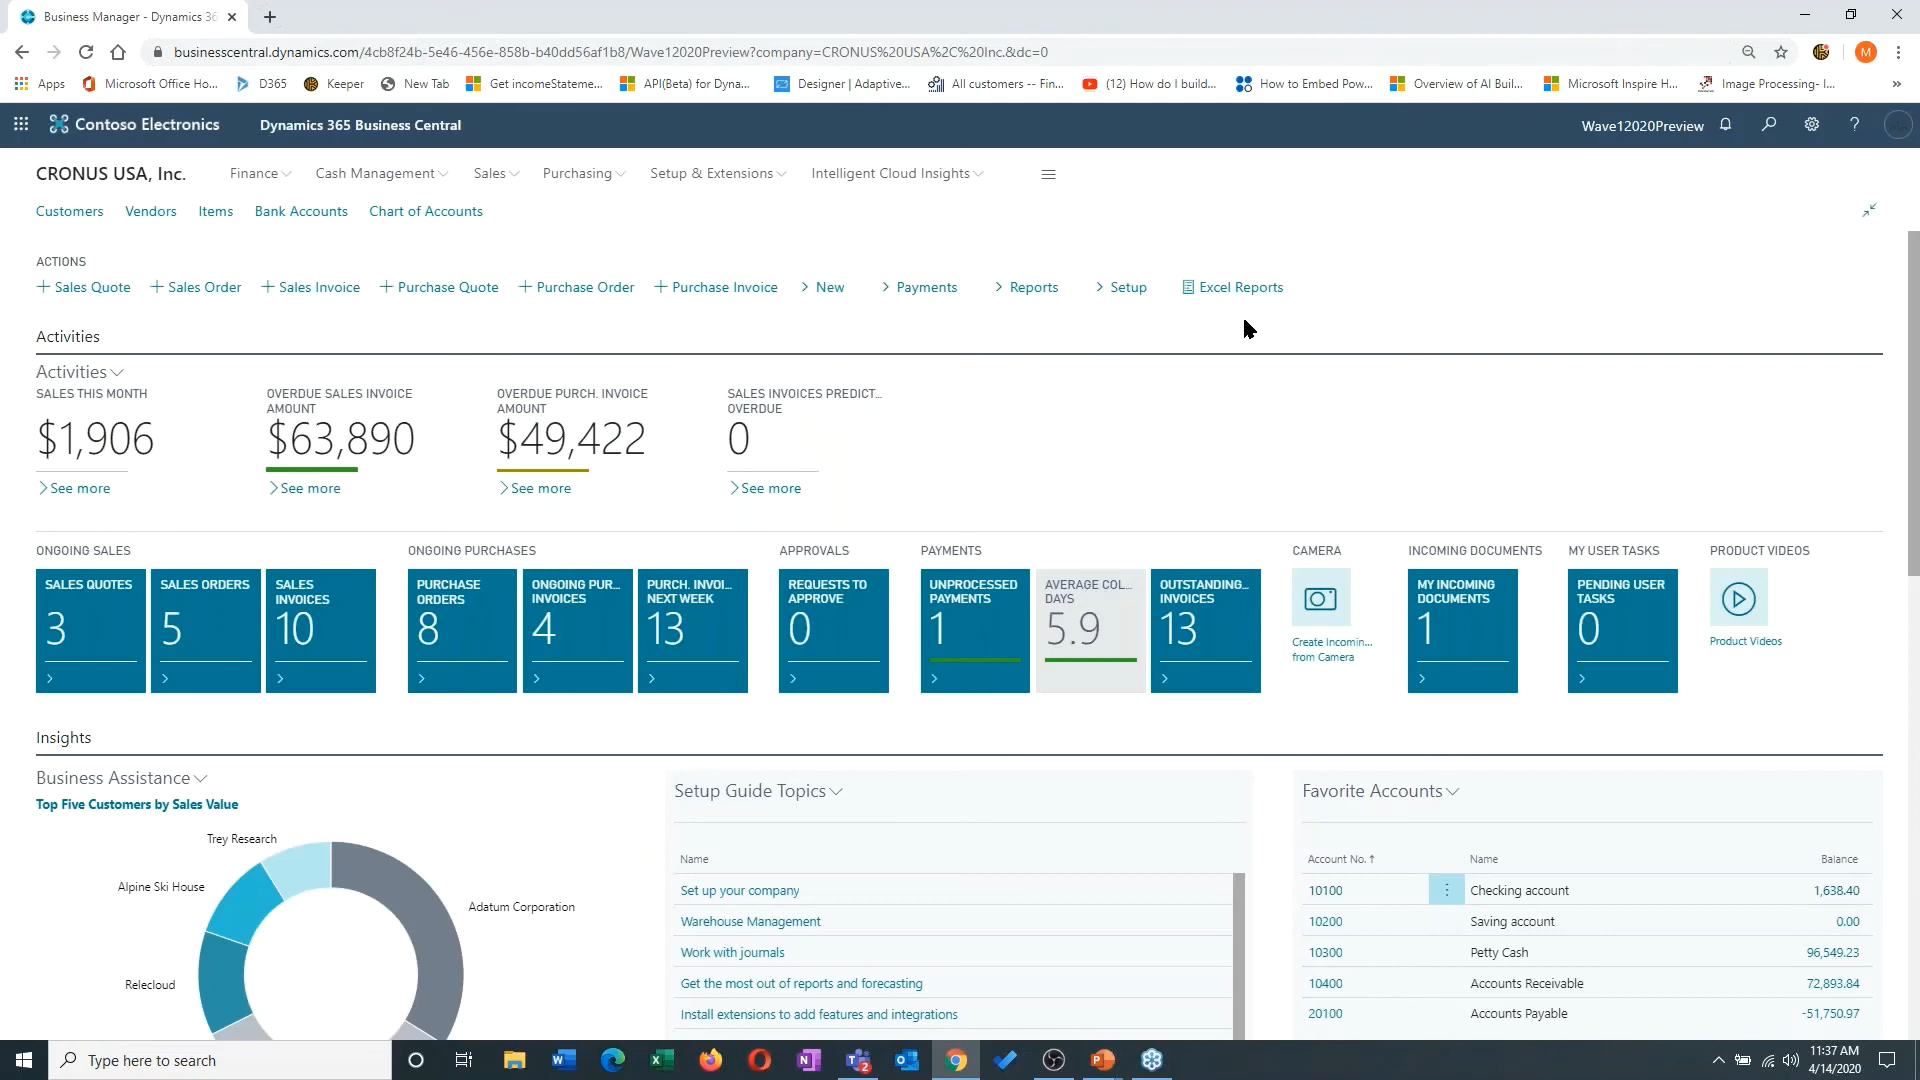 Business Manager - Dynamics 36
businesscentral.dynamics.com/4cb8f24b-5e46-456e-858b-b40dd56af1b8/Wave12020Preview?company=CRONUS%20USA%2C%20Inc.&dc=0
M
Apps Microsoft Office Ho... D365 Keeper New Tab Get incomeStateme... API(Beta) for Dyna... Designer | Adaptive... All customers -- Fin... (12) How do I build... How to Embed Pow... Overview of AI Buil... Microsoft Inspire H... Image Processing- I... »
Contoso Electronics Dynamics 365 Business Central Wave12020Preview ?
CRONUS USA, Inc. Finance Cash Management Sales Purchasing Setup & Extensions Intelligent Cloud Insights
Customers Vendors Items Bank Accounts Chart of Accounts
ACTIONS
+ Sales Quote + Sales Order + Sales Invoice + Purchase Quote + Purchase Order + Purchase Invoice > New > Payments > Reports > Setup Excel Reports
Activities
Activities
SALES THIS MONTH
$1,906
>See more
OVERDUE SALES INVOICE
AMOUNT
$63,890
>See more
OVERDUE PURCH. INVOICE
AMOUNT
$49,422
>See more
SALES INVOICES PREDICT...
OVERDUE
0
>See more
ONGOING SALES
SALES QUOTES
3
SALES ORDERS
5
SALES
INVOICES
10
ONGOING PURCHASES
PURCHASE
ORDERS
8
ONGOING PUR...
INVOICES
4
PURCH. INVOI...
NEXT WEEK
13
APPROVALS
REQUESTS TO
APPROVE
0
PAYMENTS
UNPROCESSED
PAYMENTS
1
AVERAGE COL...
DAYS
5.9
OUTSTANDING...
INVOICES
13
CAMERA
Create Incomin...
from Camera
INCOMING DOCUMENTS
MY INCOMING
DOCUMENTS
1
MY USER TASKS
PENDING USER
TASKS
0
PRODUCT VIDEOS
Product Videos
Insights
Business Assistance
Top Five Customers by Sales Value
Trey Research
Alpine Ski House
Adatum Corporation
Relecloud
Setup Guide Topics
Name
Set up your company
Warehouse Management
Work with journals
Get the most out of reports and forecasting
Install extensions to add features and integrations
Favorite Accounts
Account No. ↑ Name Balance
10100 Checking account 1,638.40
10200 Saving account 0.00
10300 Petty Cash 96,549.23
10400 Accounts Receivable 72,893.84
20100 Accounts Payable -51,750.97
Type here to search
2
11:37 AM
4/14/2020